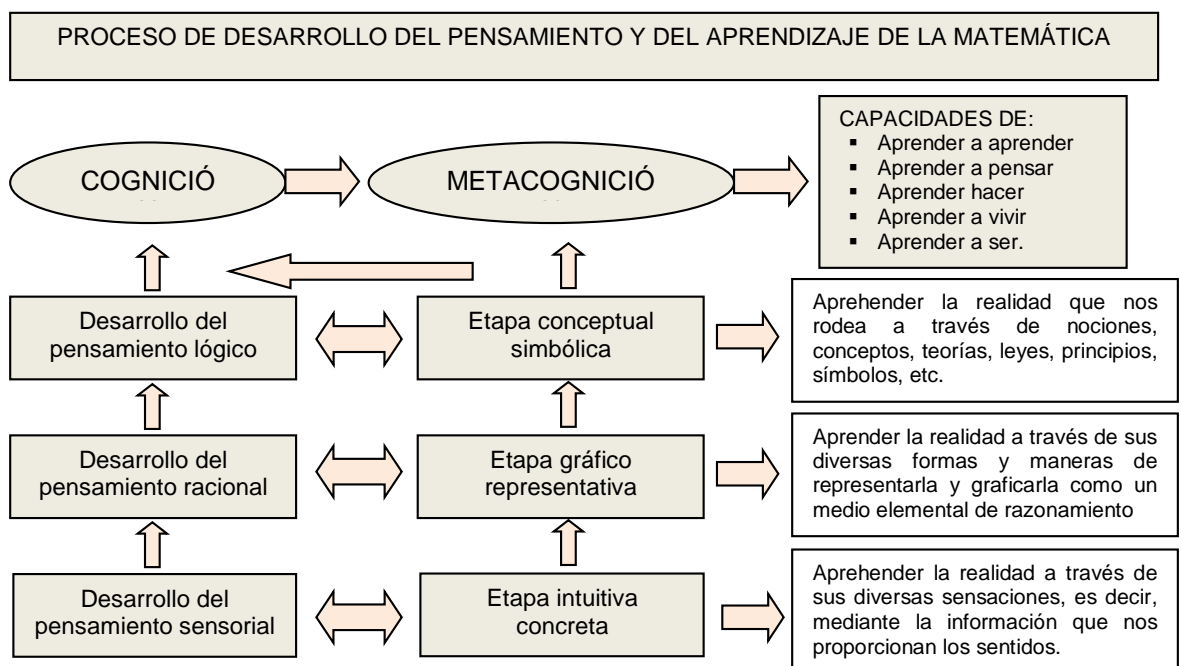 PROCESO DE DESARROLLO DEL PENSAMIENTO Y DEL APRENDIZAJE DE LA MATEMÁTICA
COGNICIÓ
METACOGNICIÓ
CAPACIDADES DE:
▪ Aprender a aprender
▪ Aprender a pensar
▪ Aprender hacer
▪ Aprender a vivir
▪ Aprender a ser.
Desarrollo del
pensamiento lógico
Etapa conceptual
simbólica
Aprehender la realidad que nos
rodea a través de nociones,
conceptos, teorías, leyes, principios,
símbolos, etc.
Desarrollo del
pensamiento racional
Etapa gráfico
representativa
Aprender la realidad a través de sus
diversas formas y maneras de
representarla y graficarla como un
medio elemental de razonamiento
Desarrollo del
pensamiento sensorial
Etapa intuitiva
concreta
Aprehender la realidad a través de
sus diversas sensaciones, es decir,
mediante la información que nos
proporcionan los sentidos.